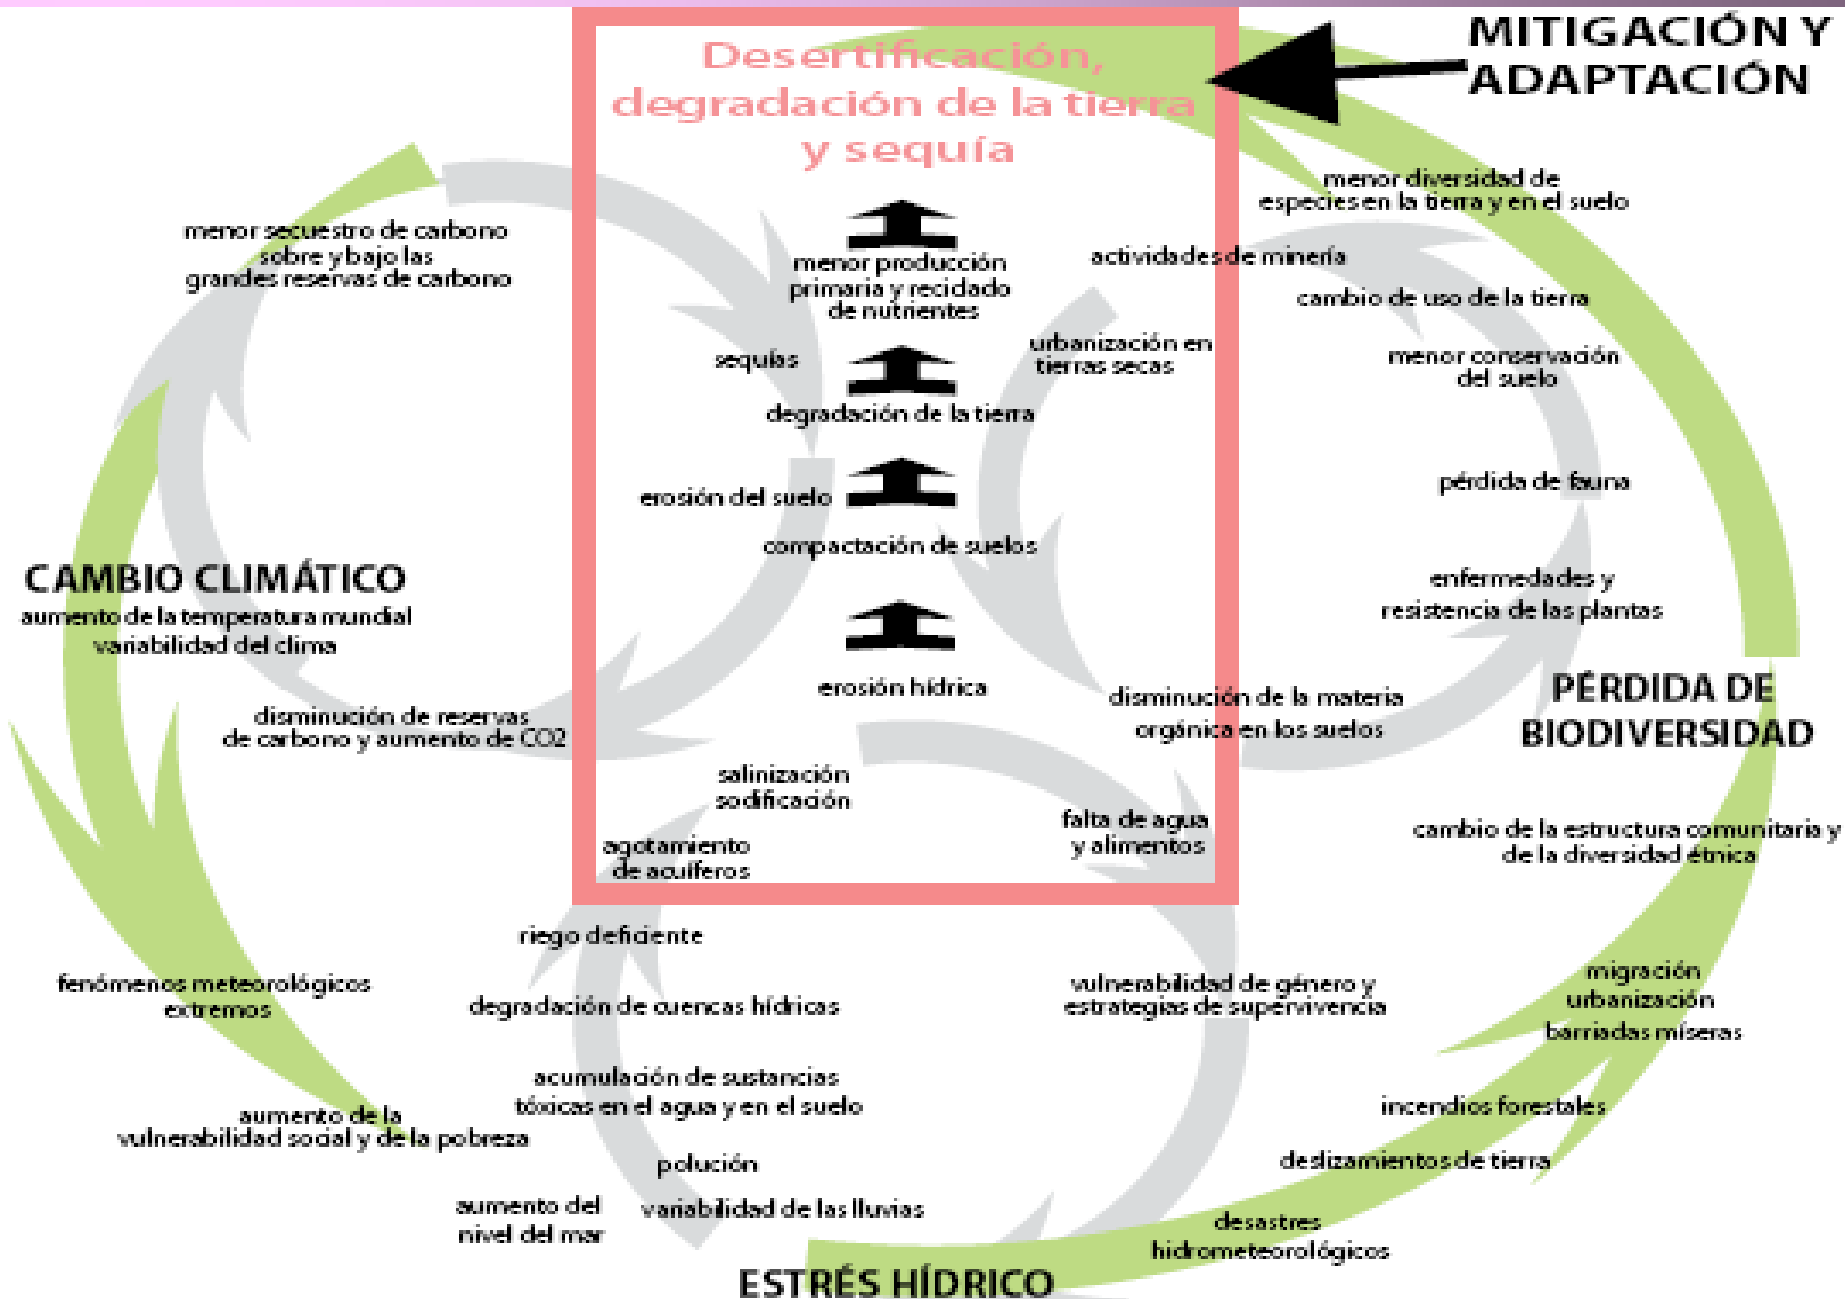 MITIGACIÓN Y
ADAPTACIÓN
Desertificación,
degradación de la tierra
y sequía
menor diversidad de
especies en la tierra y en el suelo
menor secuestro de carbono
sobre y bajo las
grandes reservas de carbono
menor producción
primaria y recidado
de nutrientes
actividades de minería
cambio de uso de la tierra
sequías
urbanización en
tierras secas
menor conservación
del suelo
degradación de la tierra
erosión del suelo
pérdida de fauna
compactación de suelos
CAMBIO CLIMÁTICO
aumento de la temperatura mundial
variabilidad del clima
enfermedades y
resistencia de las plantas
erosión hídrica
disminución de la materia
orgánica en los suelos
PÉRDIDA DE
BIODIVERSIDAD
disminución de reservas
de carbono y aumento de CO2
salinización
sodificación
falta de agua
y alimentos
cambio de la estructura comunitaria y
de la diversidad étnica
agotamiento
de acuíferos
riego deficiente
fenómenos meteorológicos
extremos
degradación de cuencas hídricas
vulnerabilidad de género y
estrategias de supervivencia
migración
urbanización
barriadas míseras
acumulación de sustancias
tóxicas en el agua y en el suelo
aumento de la
vulnerabilidad social y de la pobreza
incendios forestales
polución
deslizamientos de tierra
aumento del
nivel del mar
variabilidad de las lluvias
desastres
hidrometeorológicos
ESTRÉS HÍDRICO